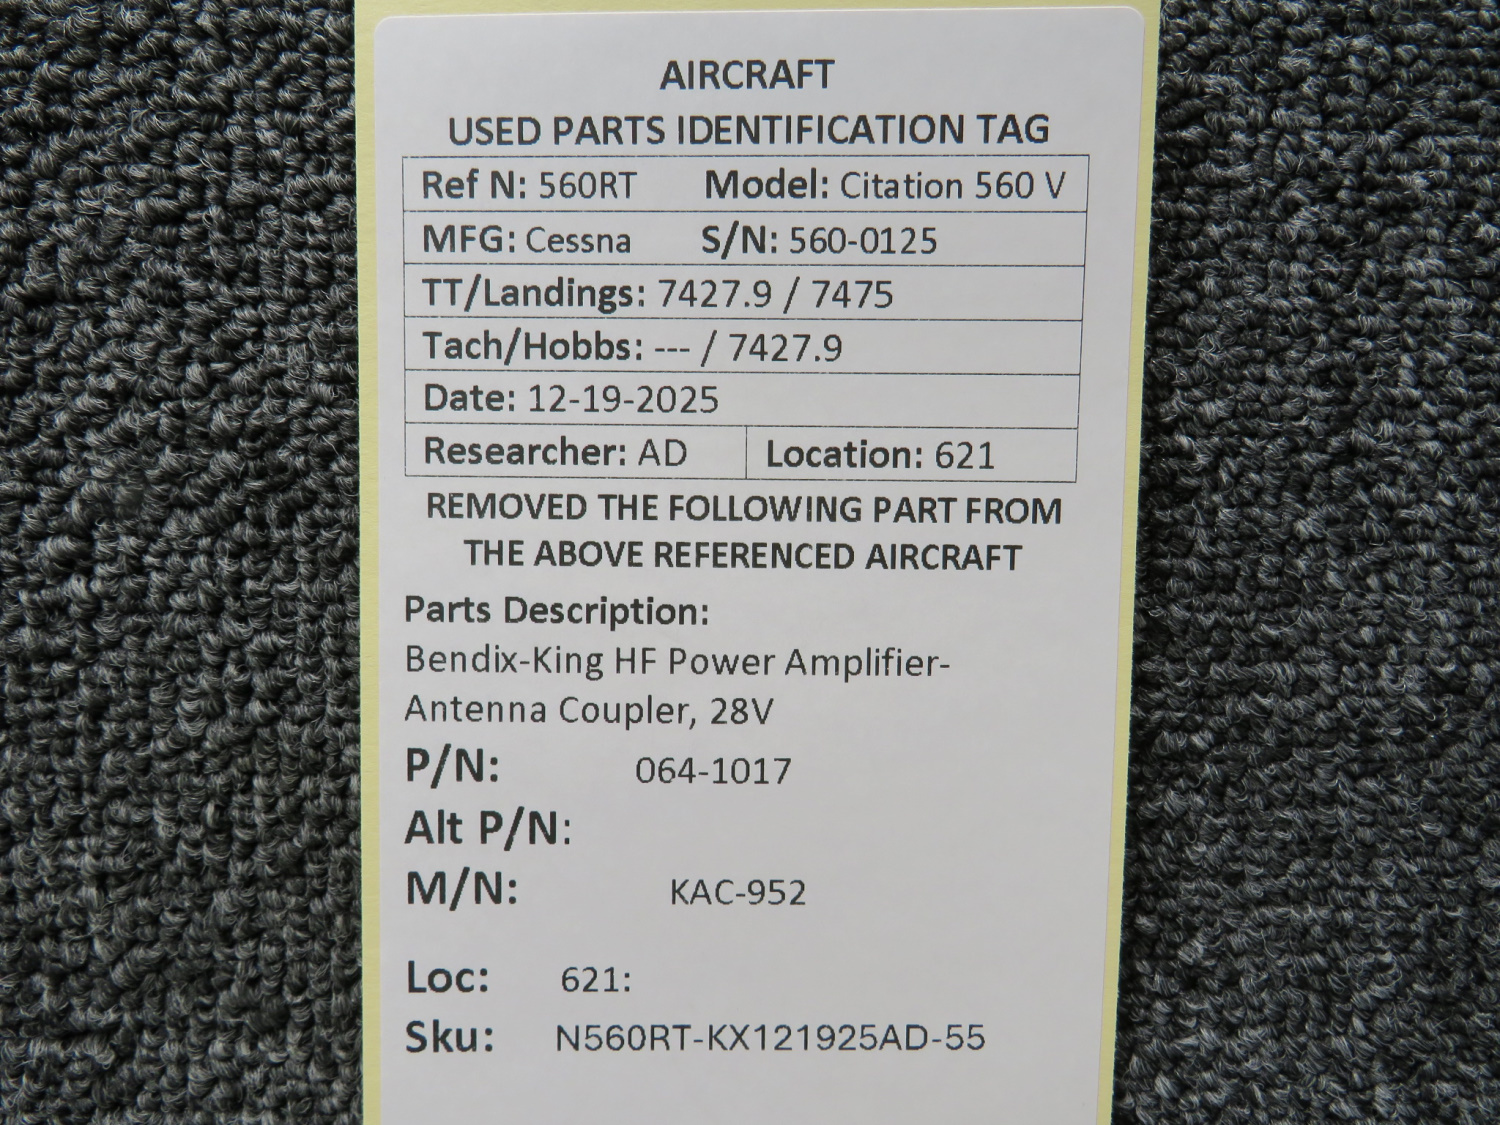 AIRCRAFT
USED PARTS IDENTIFICATION TAG
Ref N: 560RT Model: Citation 560 V
MFG: Cessna S/N: 560-0125
TT/Landings: 7427.9 / 7475
Tach/Hobbs: --- / 7427.9
Date: 12-19-2025
Researcher: AD Location: 621
REMOVED THE FOLLOWING PART FROM
THE ABOVE REFERENCED AIRCRAFT
Parts Description:
Bendix-King HF Power Amplifier-
Antenna Coupler, 28V
P/N: 064-1017
Alt P/N:
M/N: KAC-952
Loc: 621:
Sku: N560RT-KX121925AD-55